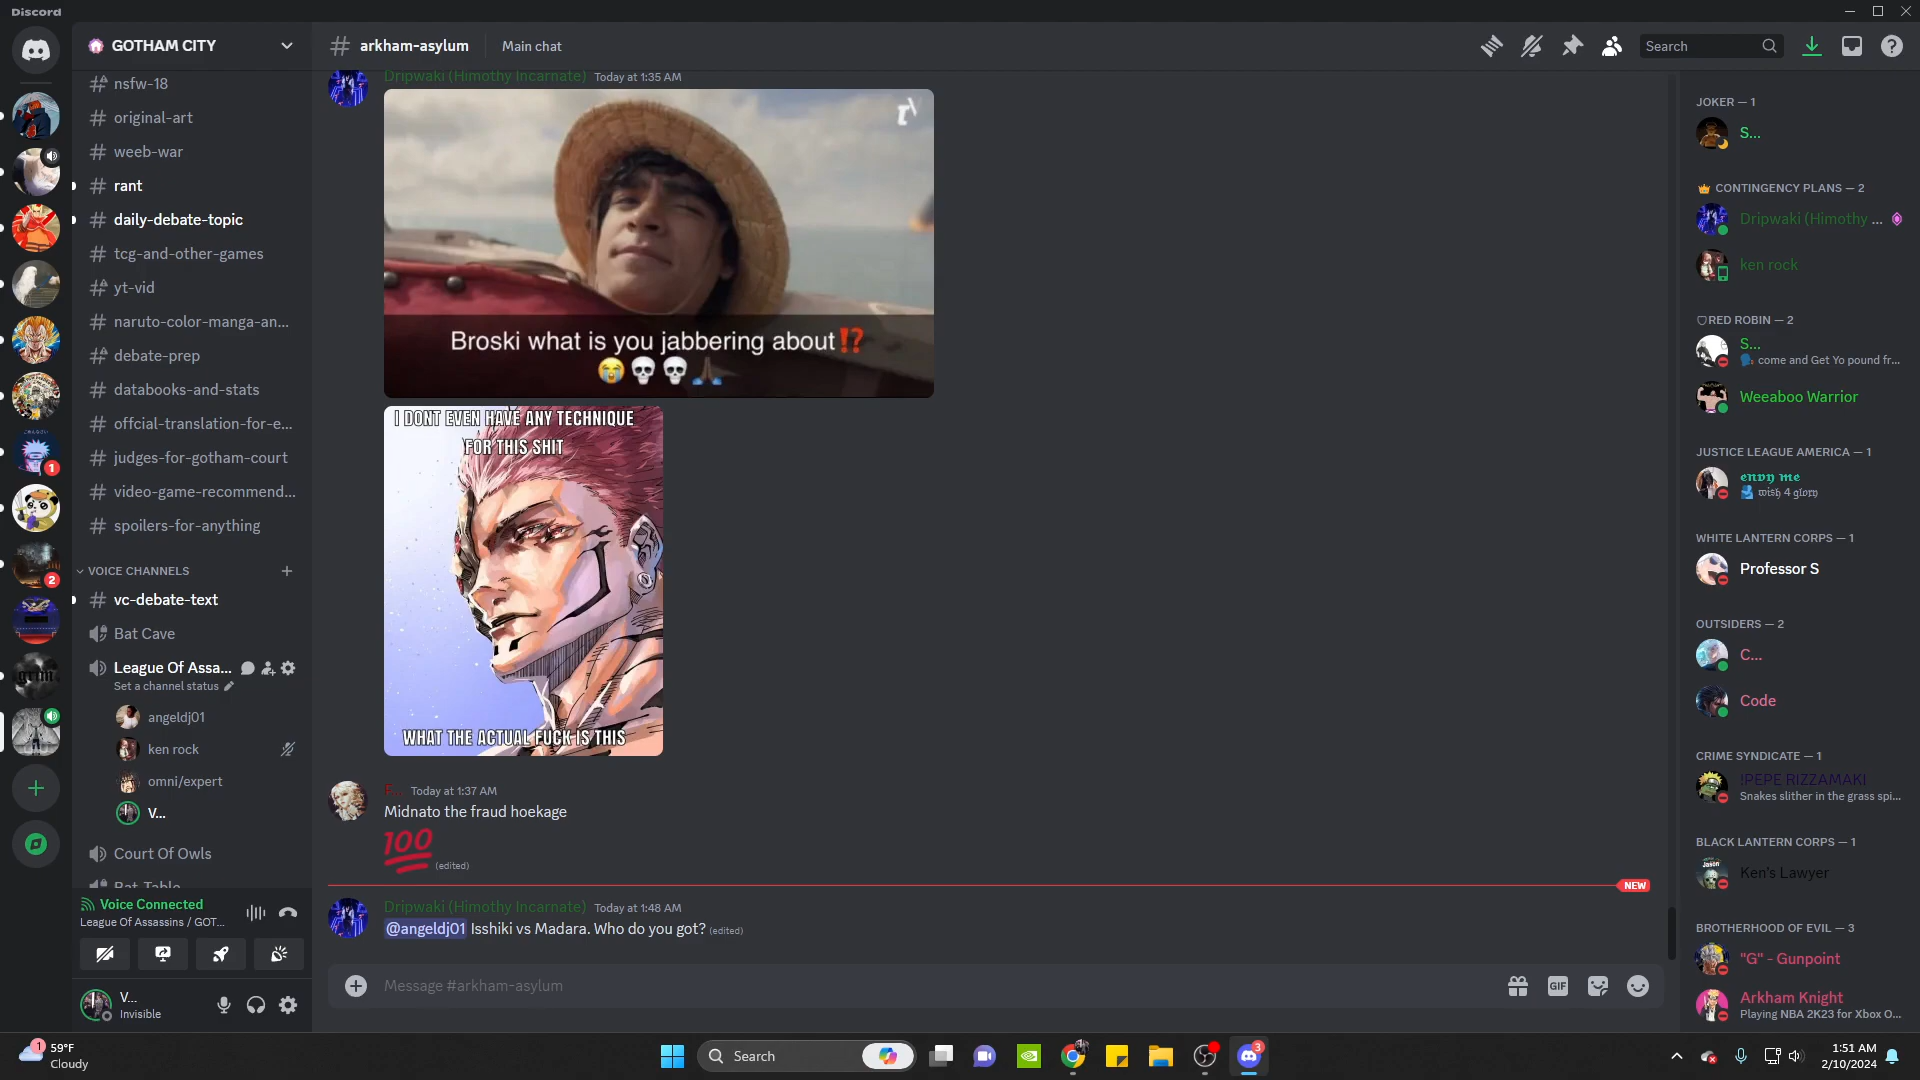 Discord
GOTHAM CITY
nsfw-18
original-art
weeb-war
rant
daily-debate-topic
tcg-and-other-games
yt-vid
naruto-color-manga-an...
debate-prep
databooks-and-stats
offcial-translation-for-e...
judges-for-gotham-court
video-game-recommend...
spoilers-for-anything
VOICE CHANNELS
vc-debate-text
Bat Cave
League Of Assa...
Set a channel status
angeldj01
ken rock
omni/expert
V...
Court Of Owls
Bat-Table
Voice Connected
League Of Assassins / GOT...
V...
Invisible
1
2
grim
arkham-asylum
Main chat
Search
Dripwaki (Himothy Incarnate) Today at 1:35 AM
Broski what is you jabbering about⁉️
😭💀💀🙏🏾
I DONT EVEN HAVE ANY TECHNIQUE
FOR THIS SHIT
WHAT THE ACTUAL FUCK IS THIS
F... Today at 1:37 AM
Midnato the fraud hoekage
100 (edited)
NEW
Dripwaki (Himothy Incarnate) Today at 1:48 AM
@angeldj01 Isshiki vs Madara. Who do you got? (edited)
Message #arkham-asylum
GIF
JOKER — 1
S...
CONTINGENCY PLANS — 2
Dripwaki (Himothy ...
ken rock
RED ROBIN — 2
S...
come and Get Yo pound fr...
Weeaboo Warrior
JUSTICE LEAGUE AMERICA — 1
𝖊𝖓𝖛𝖞 𝖒𝖊
𝔴𝔦𝔰𝔥 4 𝔤𝔩𝔬𝔯𝔶
WHITE LANTERN CORPS — 1
Professor S
OUTSIDERS — 2
C...
Code
CRIME SYNDICATE — 1
!PEPE RIZZAMAKI
Snakes slither in the grass spi...
BLACK LANTERN CORPS — 1
Ken's Lawyer
BROTHERHOOD OF EVIL — 3
"G" - Gunpoint
Arkham Knight
Playing NBA 2K23 for Xbox O...
1
59°F
Cloudy
Search
3
1:51 AM
2/10/2024